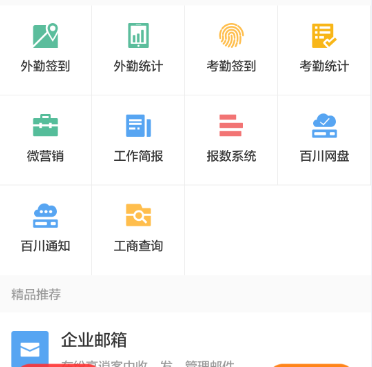 外勤签到 外勤统计 考勤签到 考勤统计
微营销 工作简报 报数系统 百川网盘
百川通知 工商查询
精品推荐
企业邮箱
收、发、管理邮件